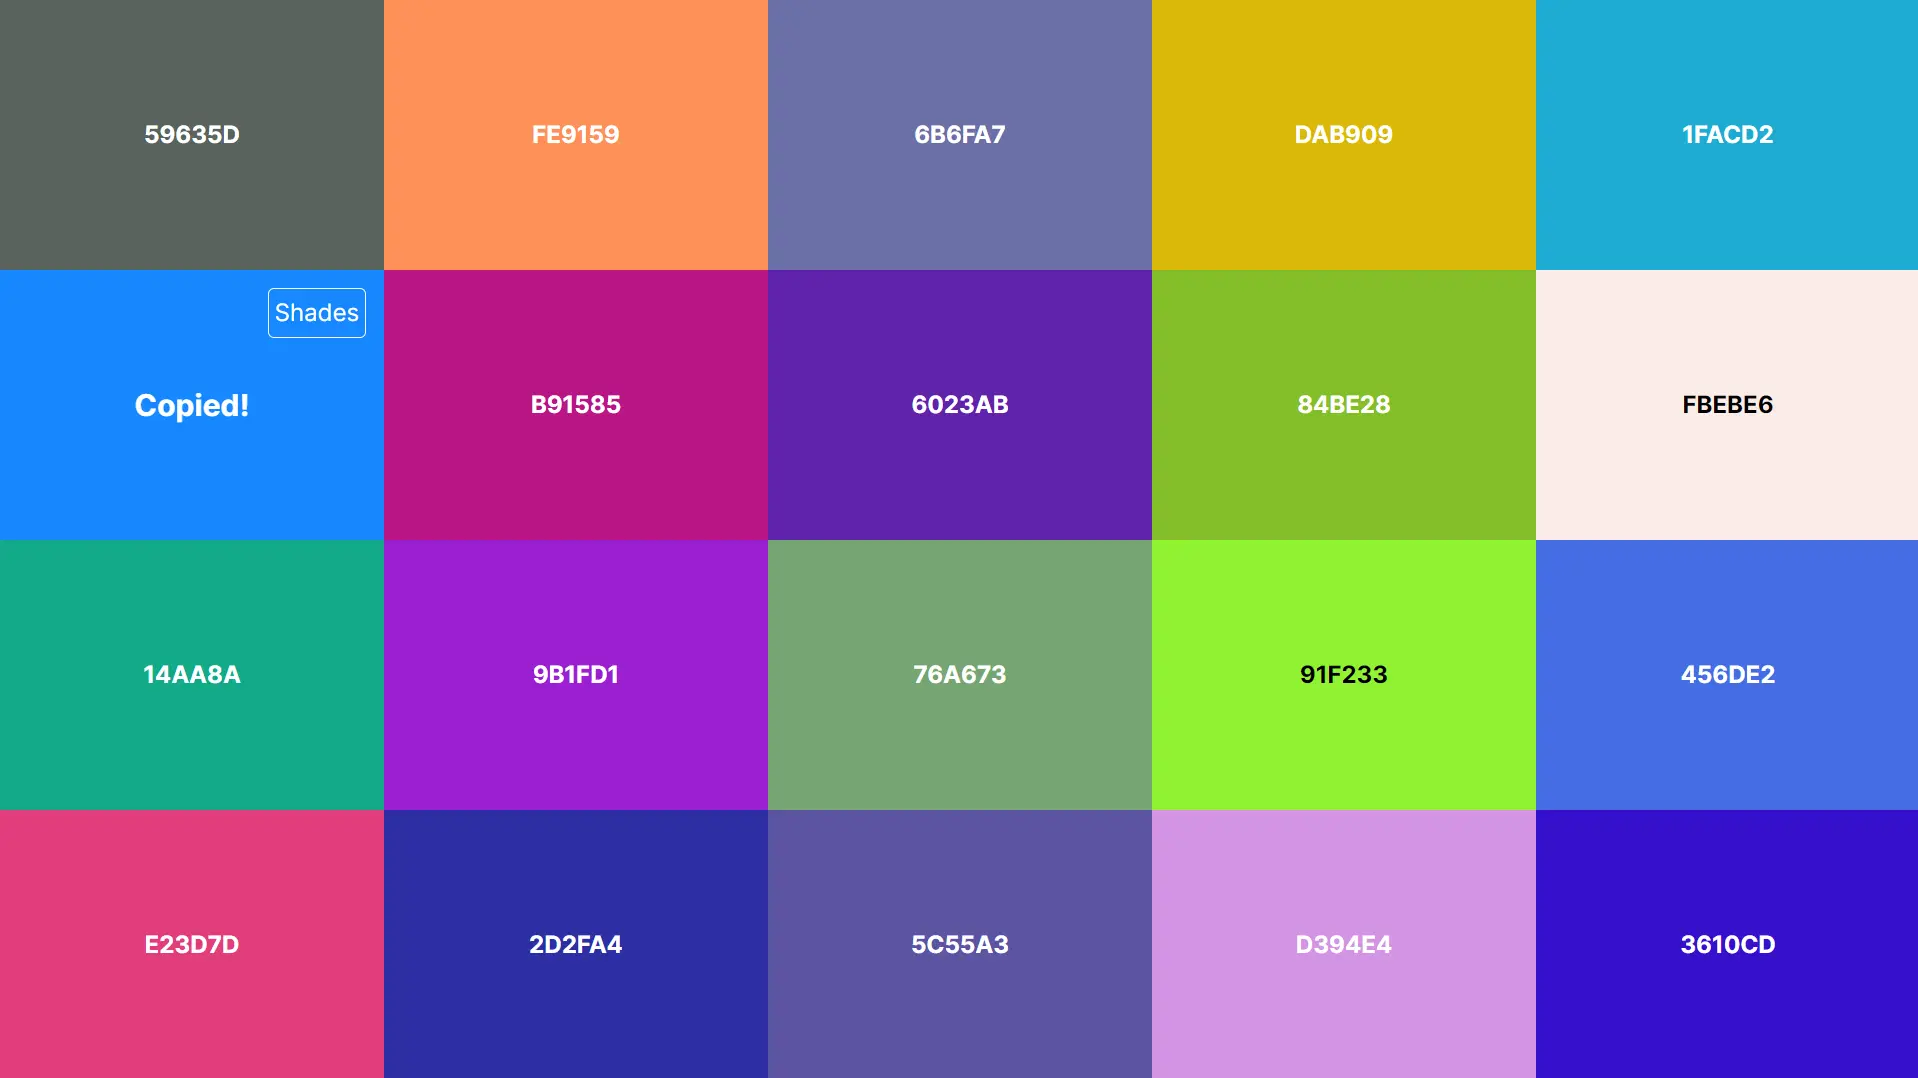 59635D
FE9159
6B6FA7
DAB909
1FACD2
Shades
Copied!
B91585
6023AB
84BE28
FBEBE6
14AA8A
9B1FD1
76A673
91F233
456DE2
E23D7D
2D2FA4
5C55A3
D394E4
3610CD